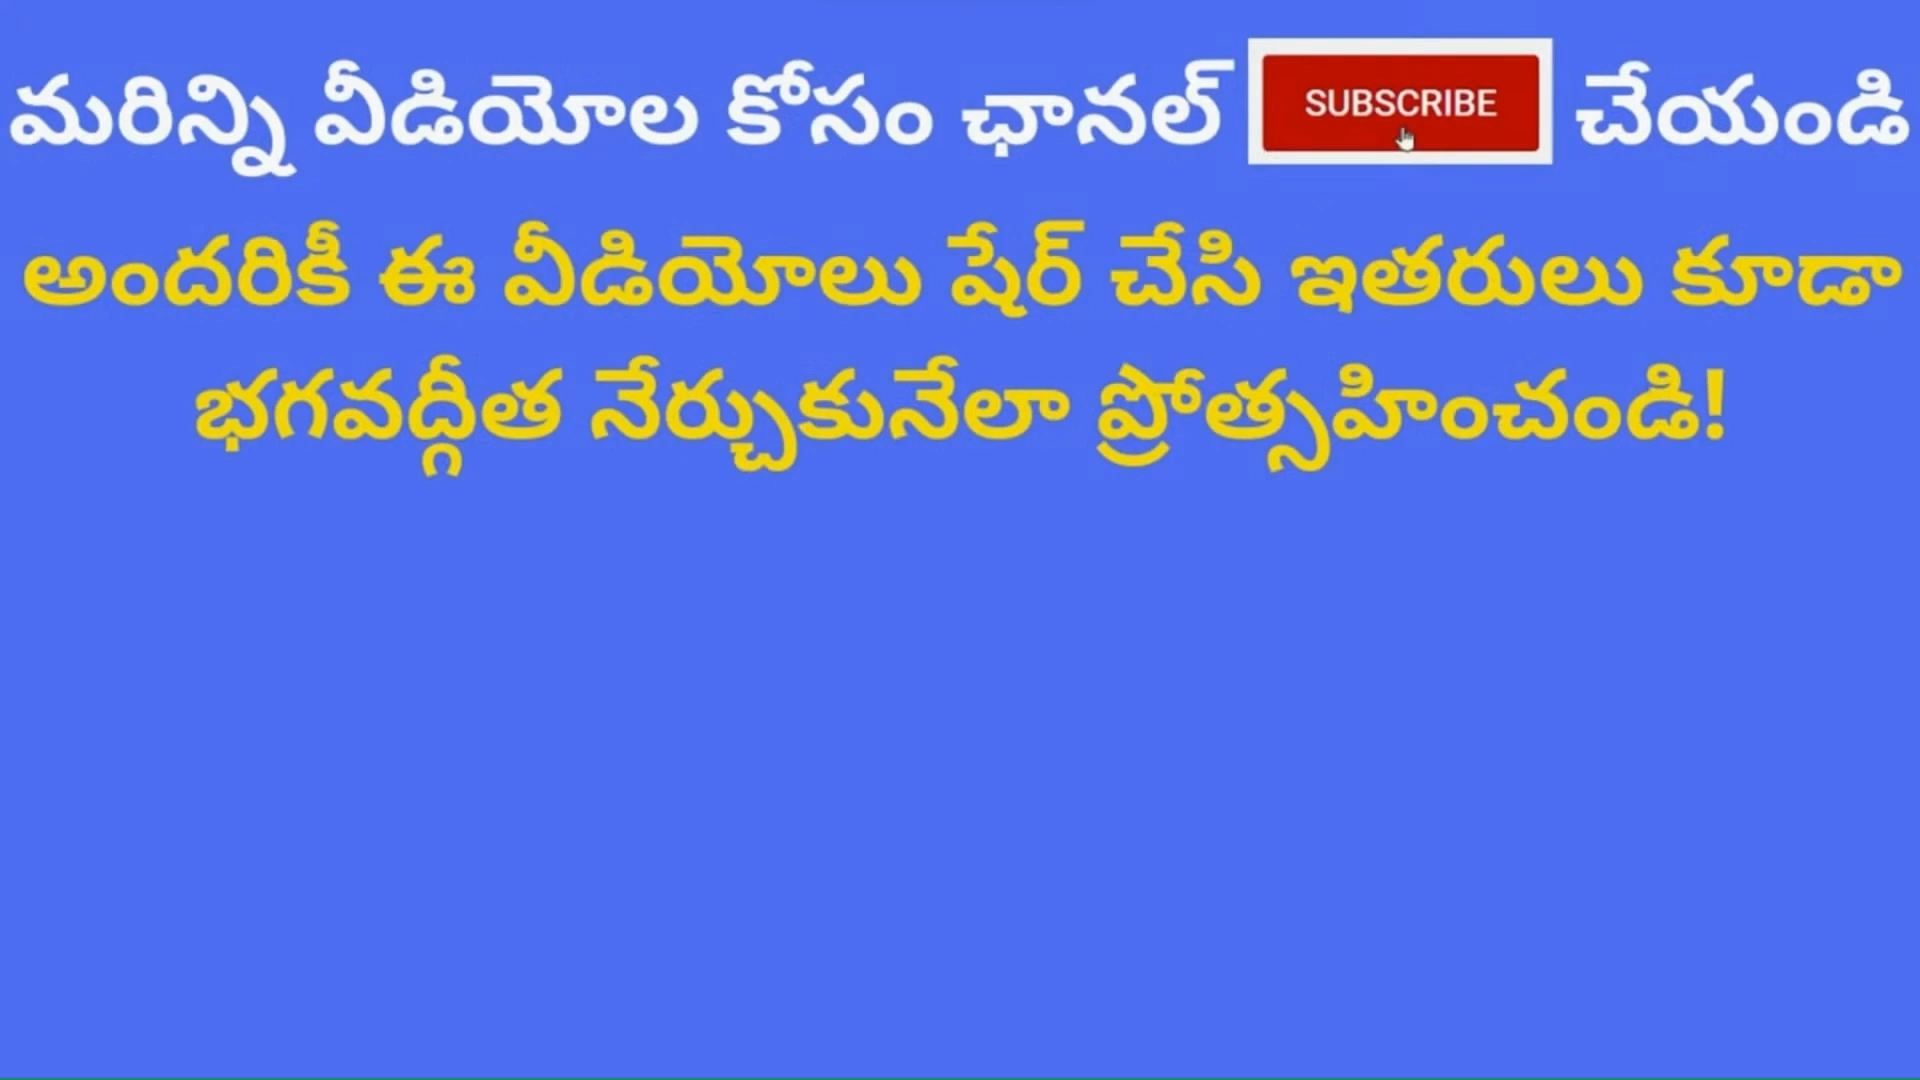 మరిన్ని వీడియోల కోసం ఛానల్ SUBSCRIBE చేయండి
అందరికీ ఈ వీడియోలు షేర్ చేసి ఇతరులు కూడా
భగవద్గీత నేర్చుకునేలా ప్రోత్సహించండి!